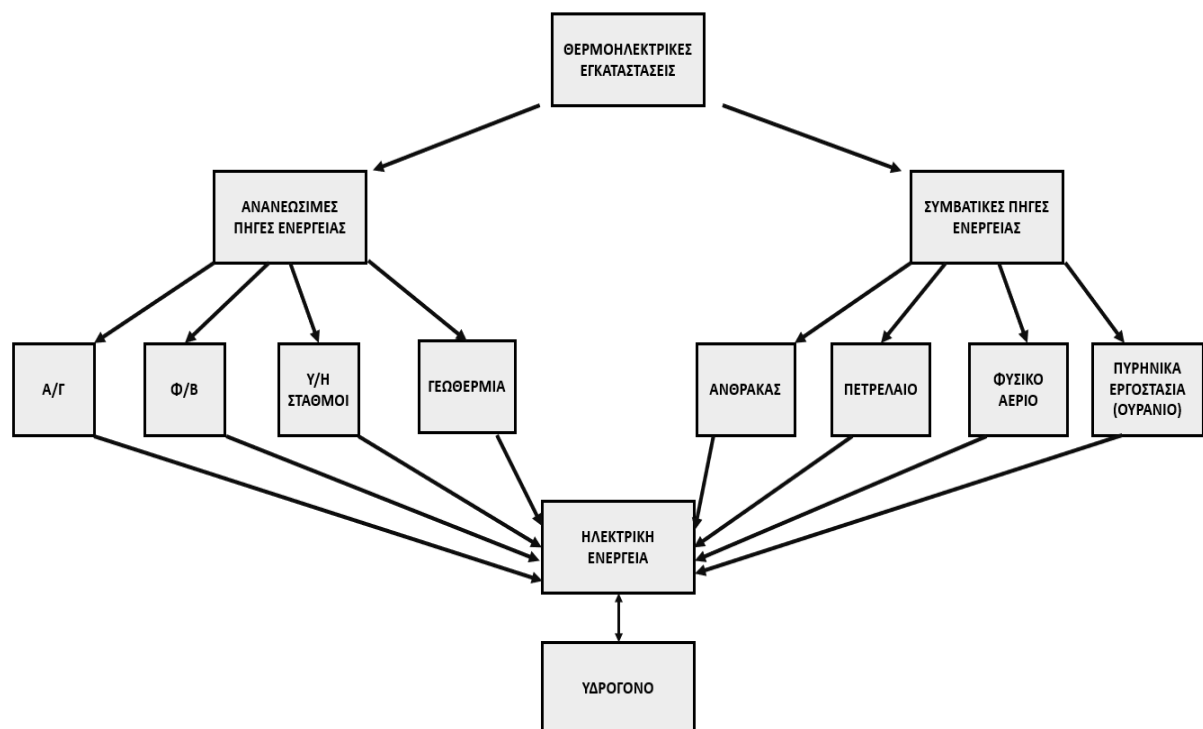 ΘΕΡΜΟΗΛΕΚΤΡΙΚΕΣ
ΕΓΚΑΤΑΣΤΑΣΕΙΣ
ΑΝΑΝΕΩΣΙΜΕΣ
ΠΗΓΕΣ ΕΝΕΡΓΕΙΑΣ
ΣΥΜΒΑΤΙΚΕΣ ΠΗΓΕΣ
ΕΝΕΡΓΕΙΑΣ
Α/Γ
Φ/Β
Υ/Η
ΣΤΑΘΜΟΙ
ΓΕΩΘΕΡΜΙΑ
ΑΝΘΡΑΚΑΣ
ΠΕΤΡΕΛΑΙΟ
ΦΥΣΙΚΟ
ΑΕΡΙΟ
ΠΥΡΗΝΙΚΑ
ΕΡΓΟΣΤΑΣΙΑ
(ΟΥΡΑΝΙΟ)
ΗΛΕΚΤΡΙΚΗ
ΕΝΕΡΓΕΙΑ
ΥΔΡΟΓΟΝΟ